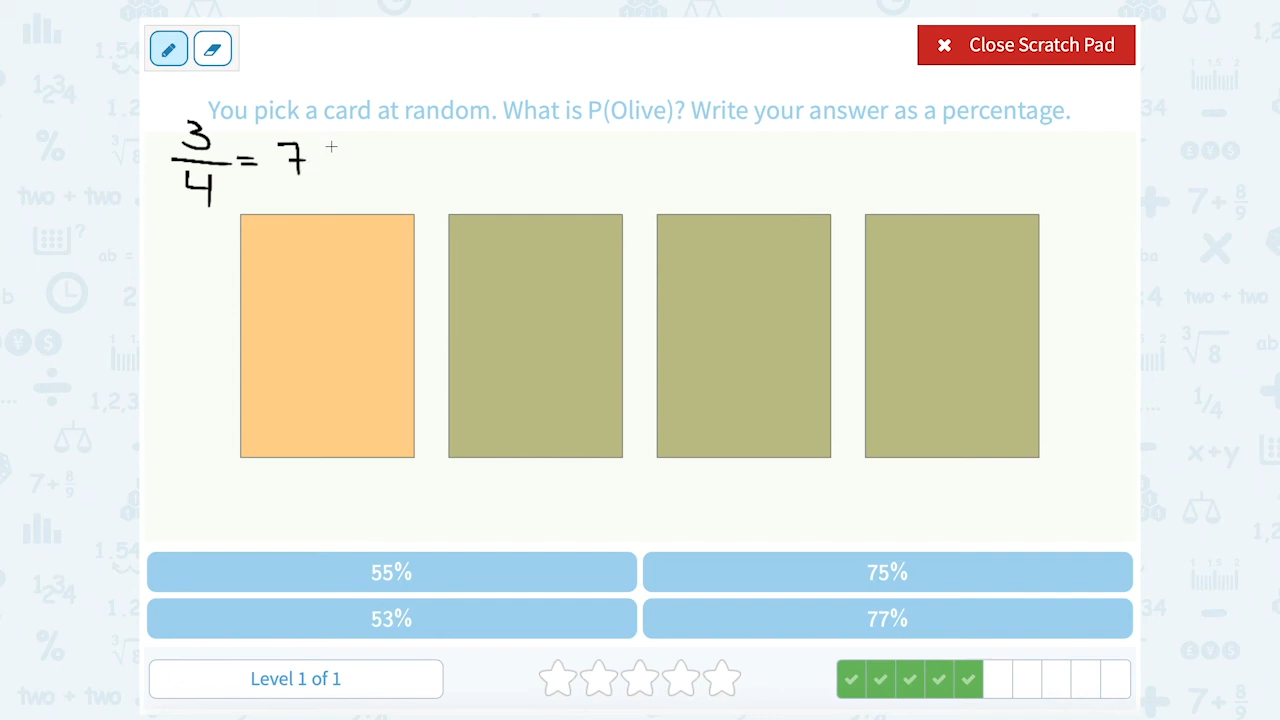 Close Scratch Pad
You pick a card at random. What is P(Olive)? Write your answer as a percentage.
3/4 = 7
55%
75%
53%
77%
Level 1 of 1